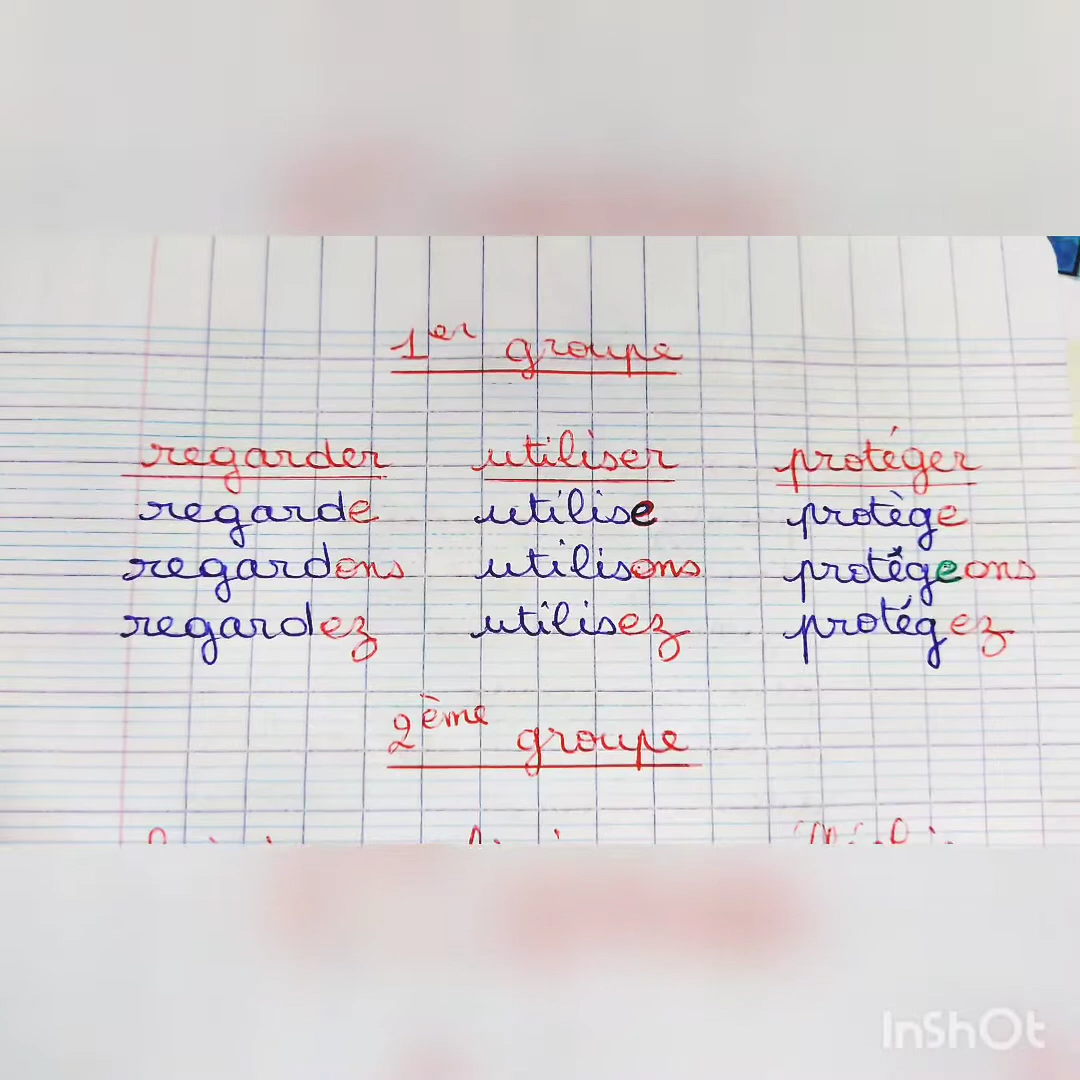 1er groupe
regarder utiliser protéger
regarde utilise protège
regardons utilisons protégeons
regardez utilisez protégez
2ème groupe
InShOt